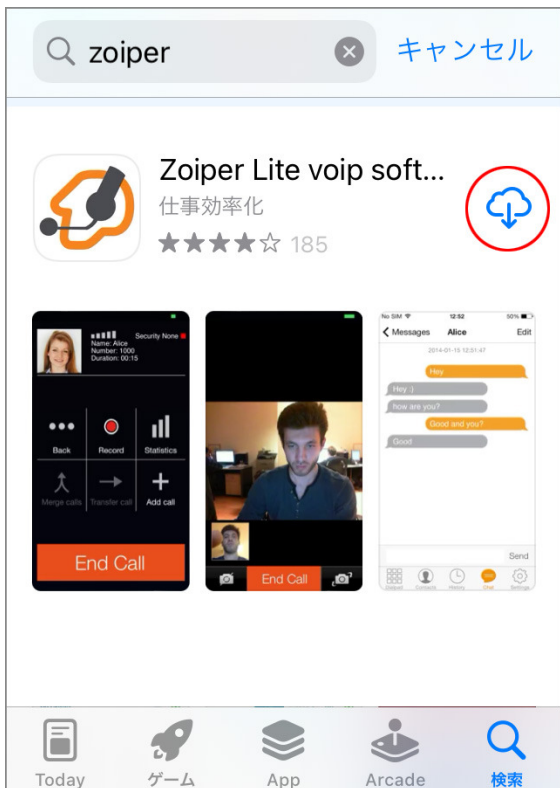 zoiper
キャンセル
Zoiper Lite voip soft...
仕事効率化
185
Security None
Name: Alice
Number: 1000
Duration: 00:15
Back
Record
Statistics
Merge calls
Transfer call
Add call
End Call
End Call
No SIM
12:52
50%
Messages
Alice
Edit
2014-01-15 12:51:47
Hey
Hey :)
how are you?
Good and you?
Good
Send
Contacts
History
Chat
Settings
Today
ゲーム
App
Arcade
検索